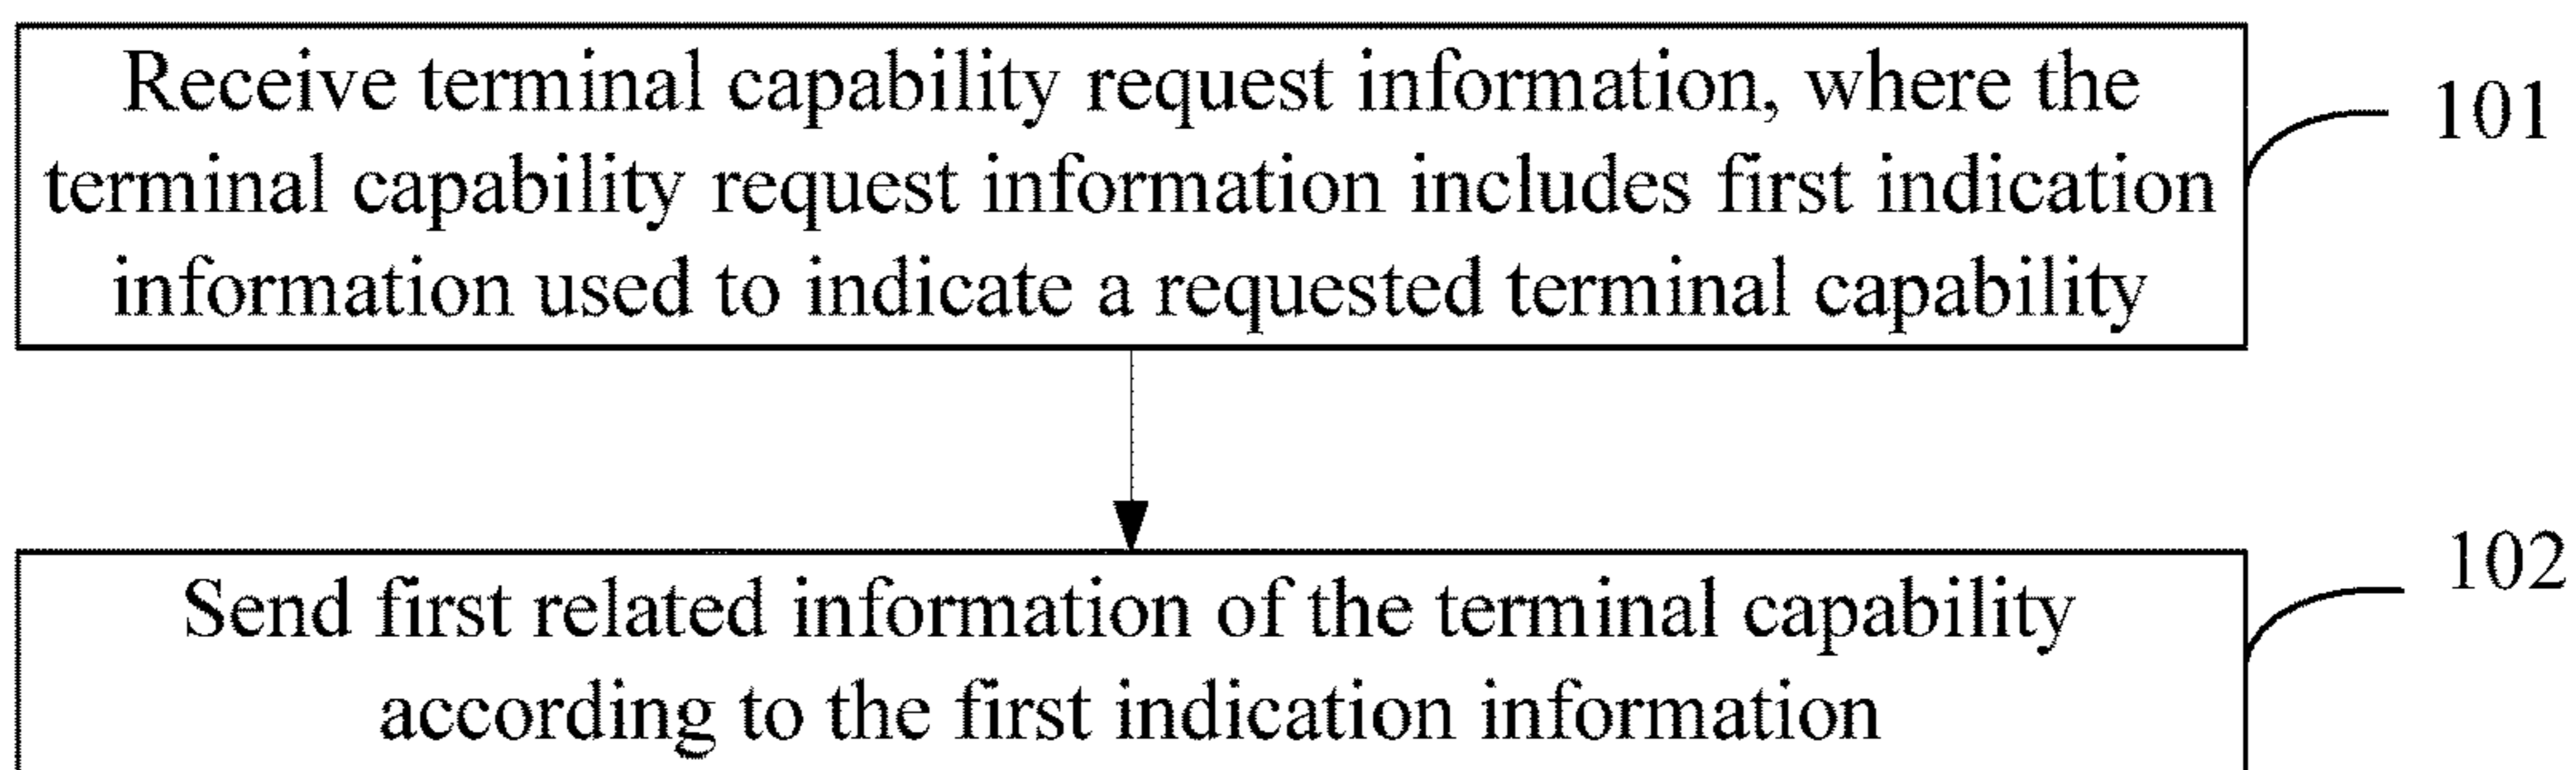 Receive terminal capability request information, where the
terminal capability request information includes first indication
information used to indicate a requested terminal capability
101
Send first related information of the terminal capability
according to the first indication information
102